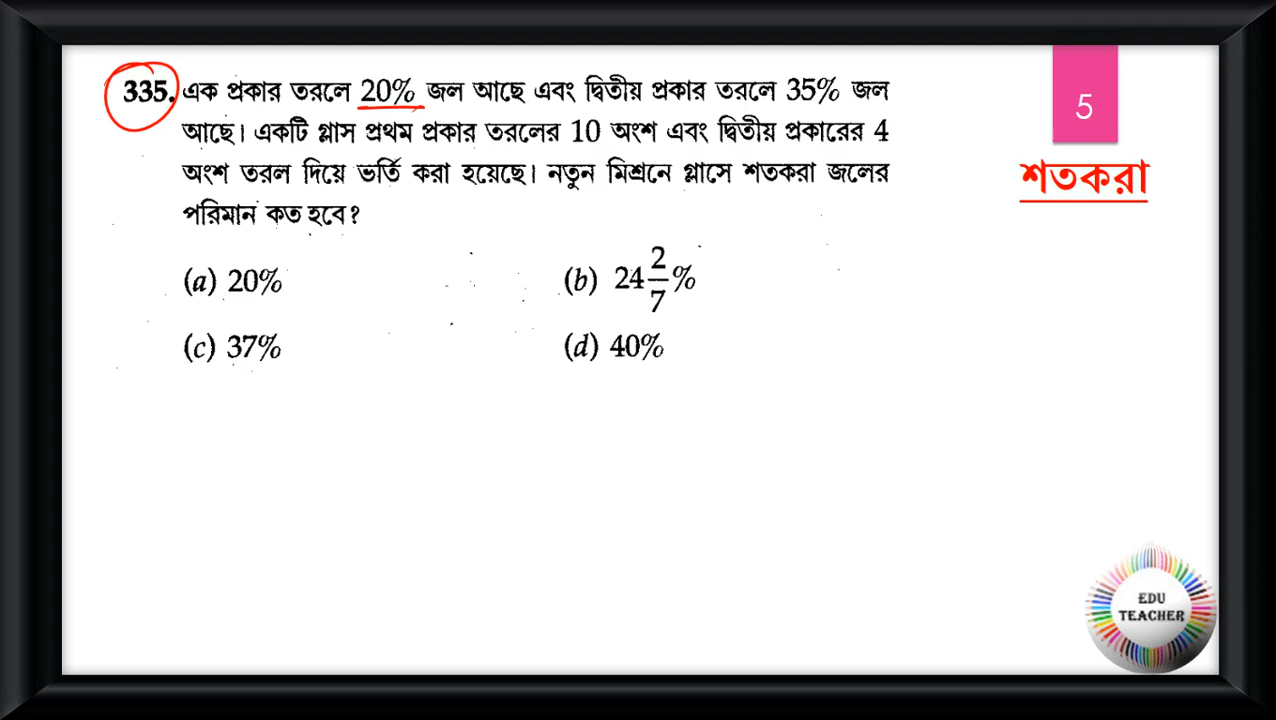 335. এক প্রকার তরলে 20% জল আছে এবং দ্বিতীয় প্রকার তরলে 35% জল
আছে। একটি গ্লাস প্রথম প্রকার তরলের 10 অংশ এবং দ্বিতীয় প্রকারের 4
অংশ তরল দিয়ে ভর্তি করা হয়েছে। নতুন মিশ্রনে গ্লাসে শতকরা জলের
পরিমান কত হবে?
(a) 20% (b) 24 2/7 %
(c) 37% (d) 40%
5
শতকরা
EDU
TEACHER